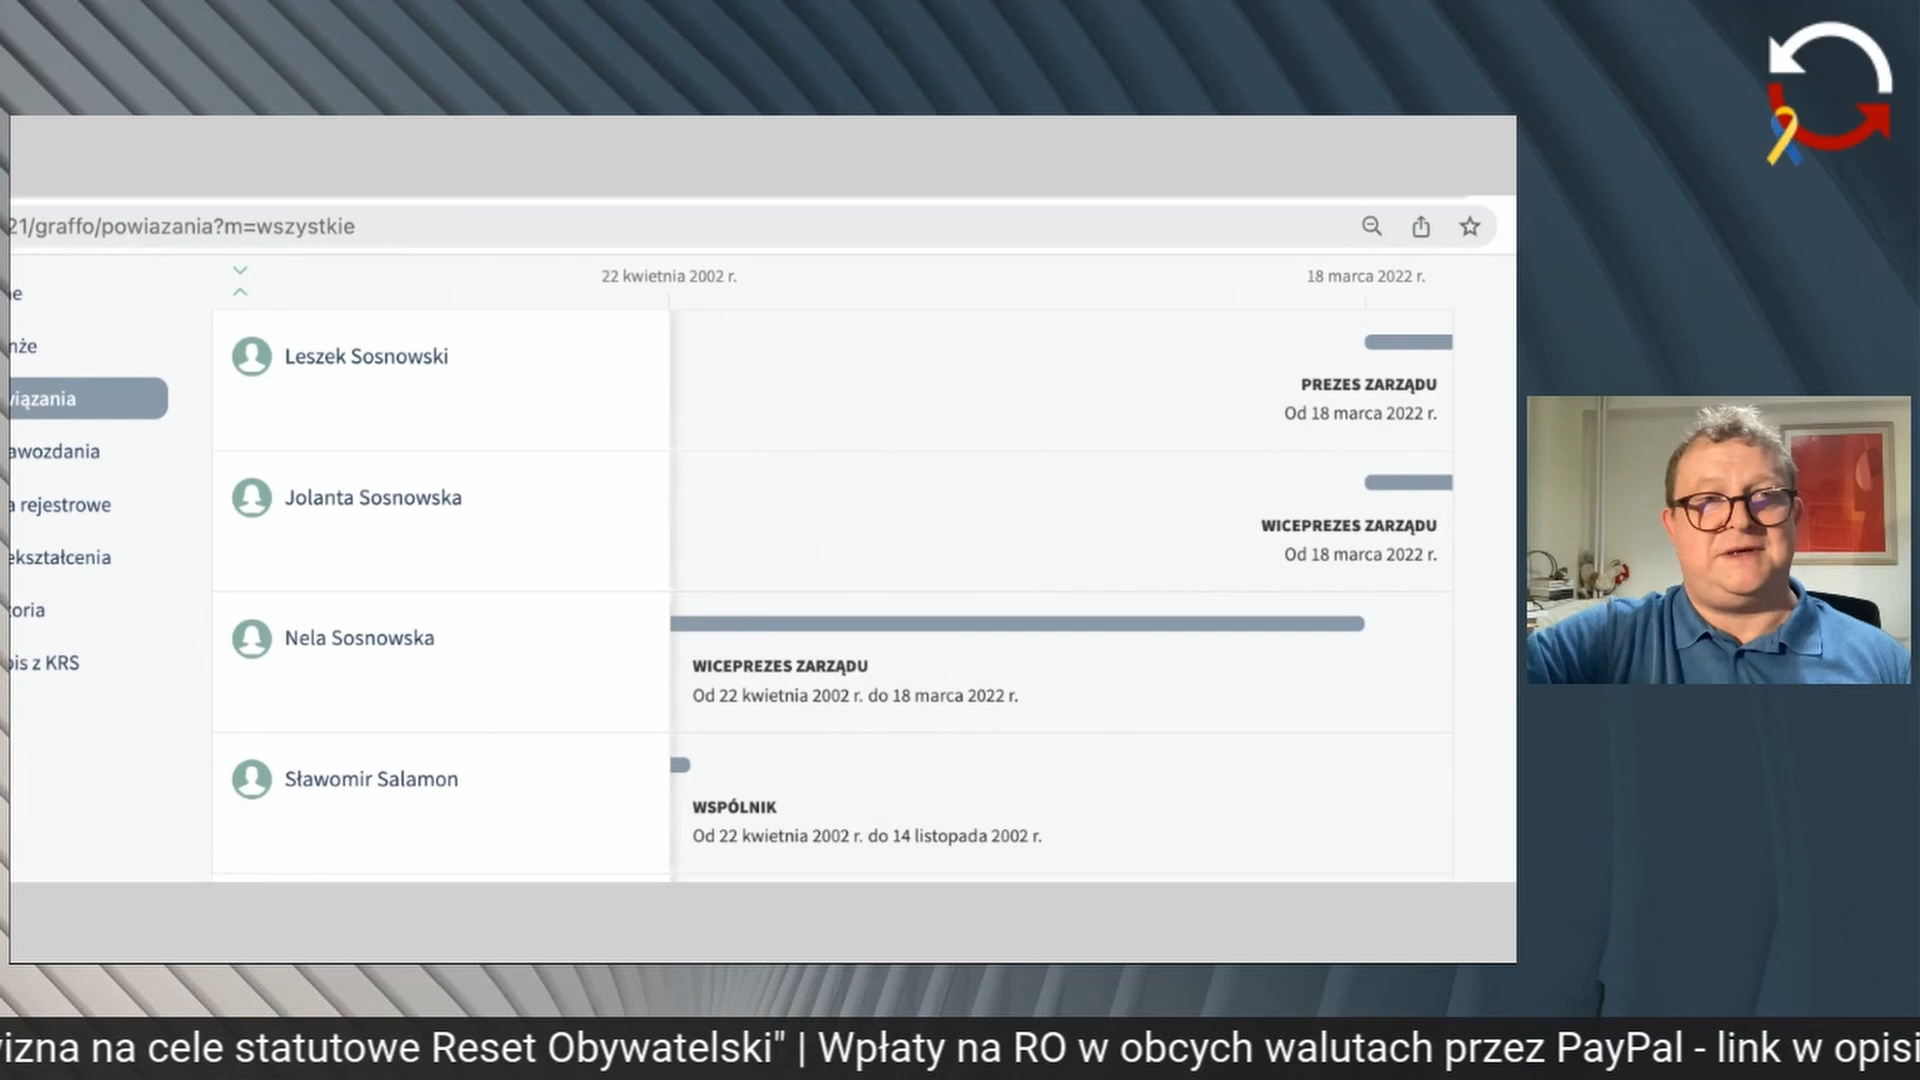 21/graffo/powiazania?m=wszystkie
22 kwietnia 2002 r.
18 marca 2022 r.
Leszek Sosnowski
PREZES ZARZĄDU
Od 18 marca 2022 r.
Jolanta Sosnowska
WICEPREZES ZARZĄDU
Od 18 marca 2022 r.
Nela Sosnowska
WICEPREZES ZARZĄDU
Od 22 kwietnia 2002 r. do 18 marca 2022 r.
Sławomir Salamon
WSPÓLNIK
Od 22 kwietnia 2002 r. do 14 listopada 2002 r.
e
nże
iązania
awozdania
a rejestrowe
ekształcenia
toria
pis z KRS
izna na cele statutowe Reset Obywatelski" | Wpłaty na RO w obcych walutach przez PayPal - link w opisi